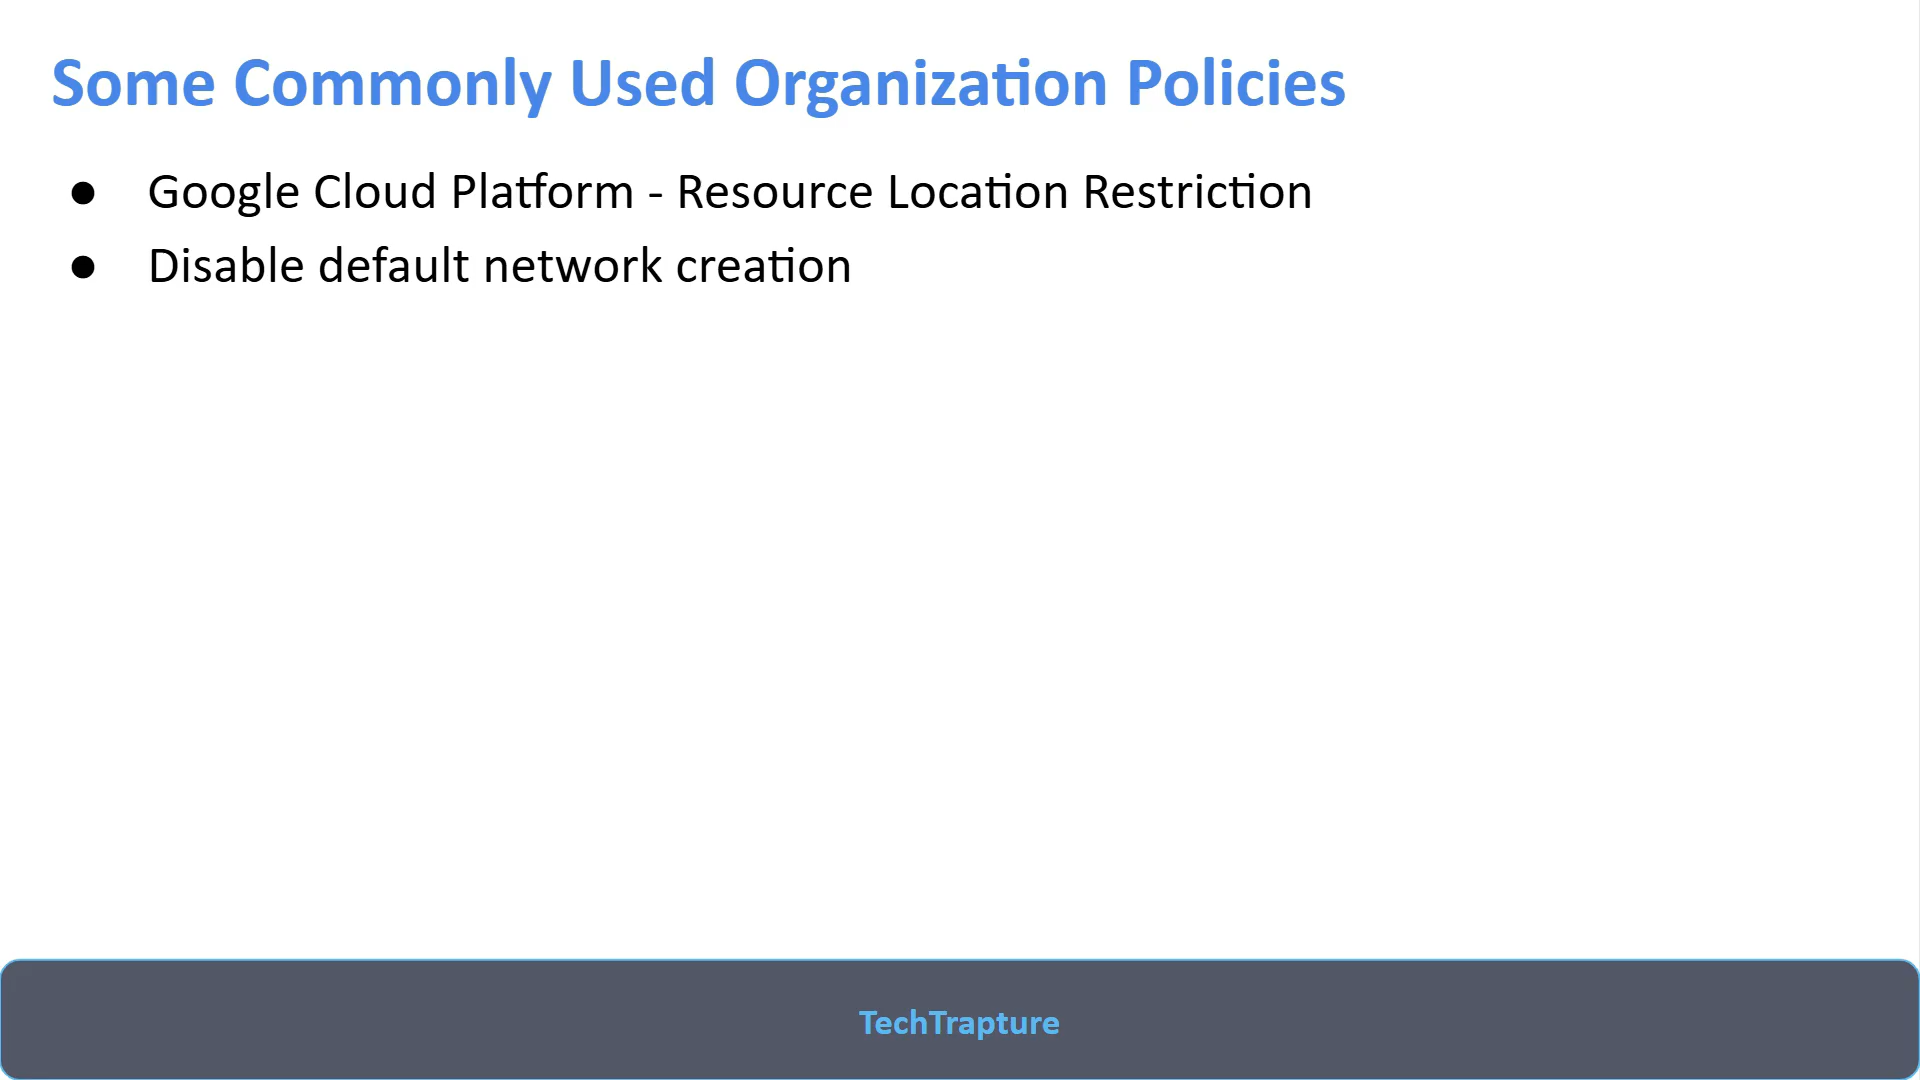 Some Commonly Used Organization Policies
● Google Cloud Platform - Resource Location Restriction
● Disable default network creation
TechTrapture